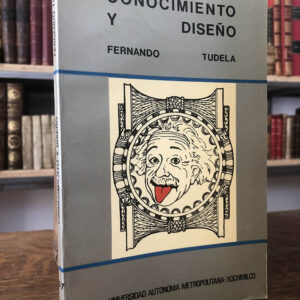 CONOCIMIENTO
Y DISEÑO
FERNANDO TUDELA
UNIVERSIDAD AUTONOMA METROPOLITANA-XOCHIMILCO